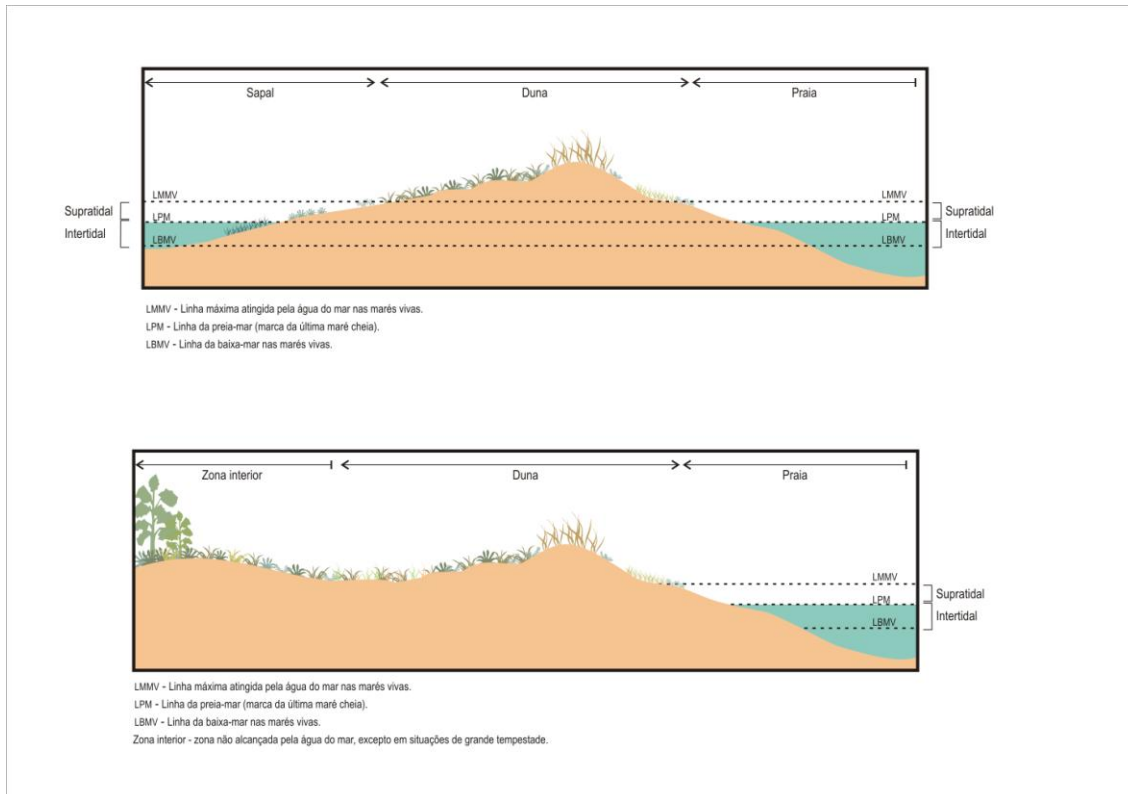 Sapal Duna Praia
LMMV LMMV
Supratidal Supratidal
LPM LPM
Intertidal Intertidal
LBMV LBMV
LMMV - Linha máxima atingida pela água do mar nas marés vivas.
LPM - Linha da preia-mar (marca da última maré cheia).
LBMV - Linha da baixa-mar nas marés vivas.
Zona interior Duna Praia
LMMV
Supratidal
LPM
Intertidal
LBMV
LMMV - Linha máxima atingida pela água do mar nas marés vivas.
LPM - Linha da preia-mar (marca da última maré cheia).
LBMV - Linha da baixa-mar nas marés vivas.
Zona interior - zona não alcançada pela água do mar, excepto em situações de grande tempestade.